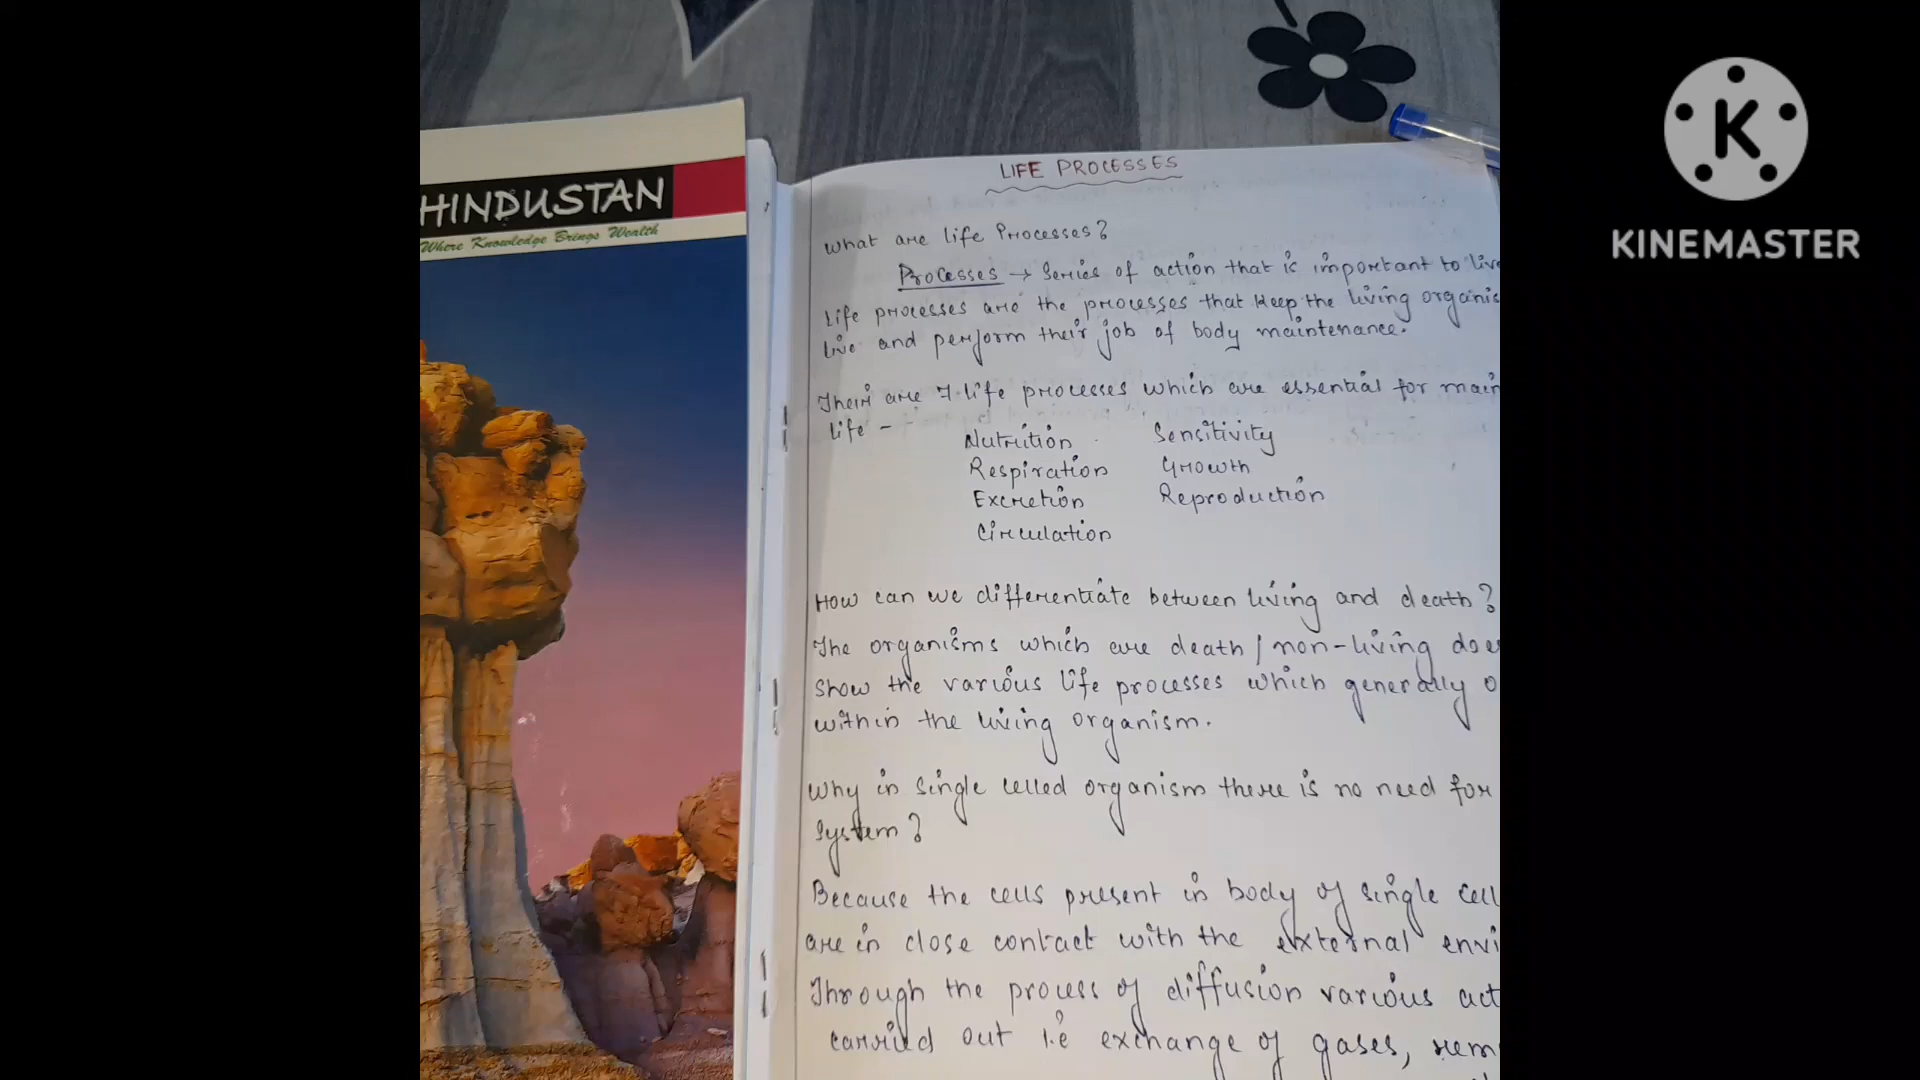 HINDUSTAN
Where Knowledge Brings Wealth
LIFE PROCESSES
What are life Processes?
Processes → Series of action that is important to live
Life processes are the processes that keep the living organis
live and perform their job of body maintenance.
Their are 7 life processes which are essential for main
life -
Nutrition Sensitivity
Respiration Growth
Excretion Reproduction
Circulation
How can we differentiate between living and death?
The organisms which are death / non-living does
show the various life processes which generally o
within the living organism.
Why in single celled organism there is no need for
System?
Because the cells present in body of single cell
are in close contact with the external envi
Through the process of diffusion various act
carried out i.e exchange of gases, rem
K
KINEMASTER